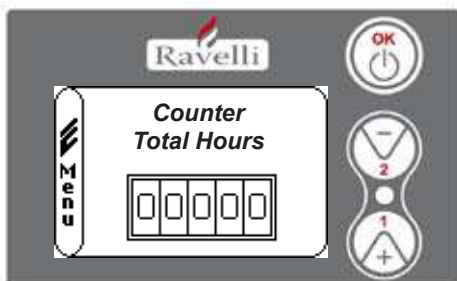 Ravelli
OK
Counter
Total Hours
Menu
00000
−
2
1
+